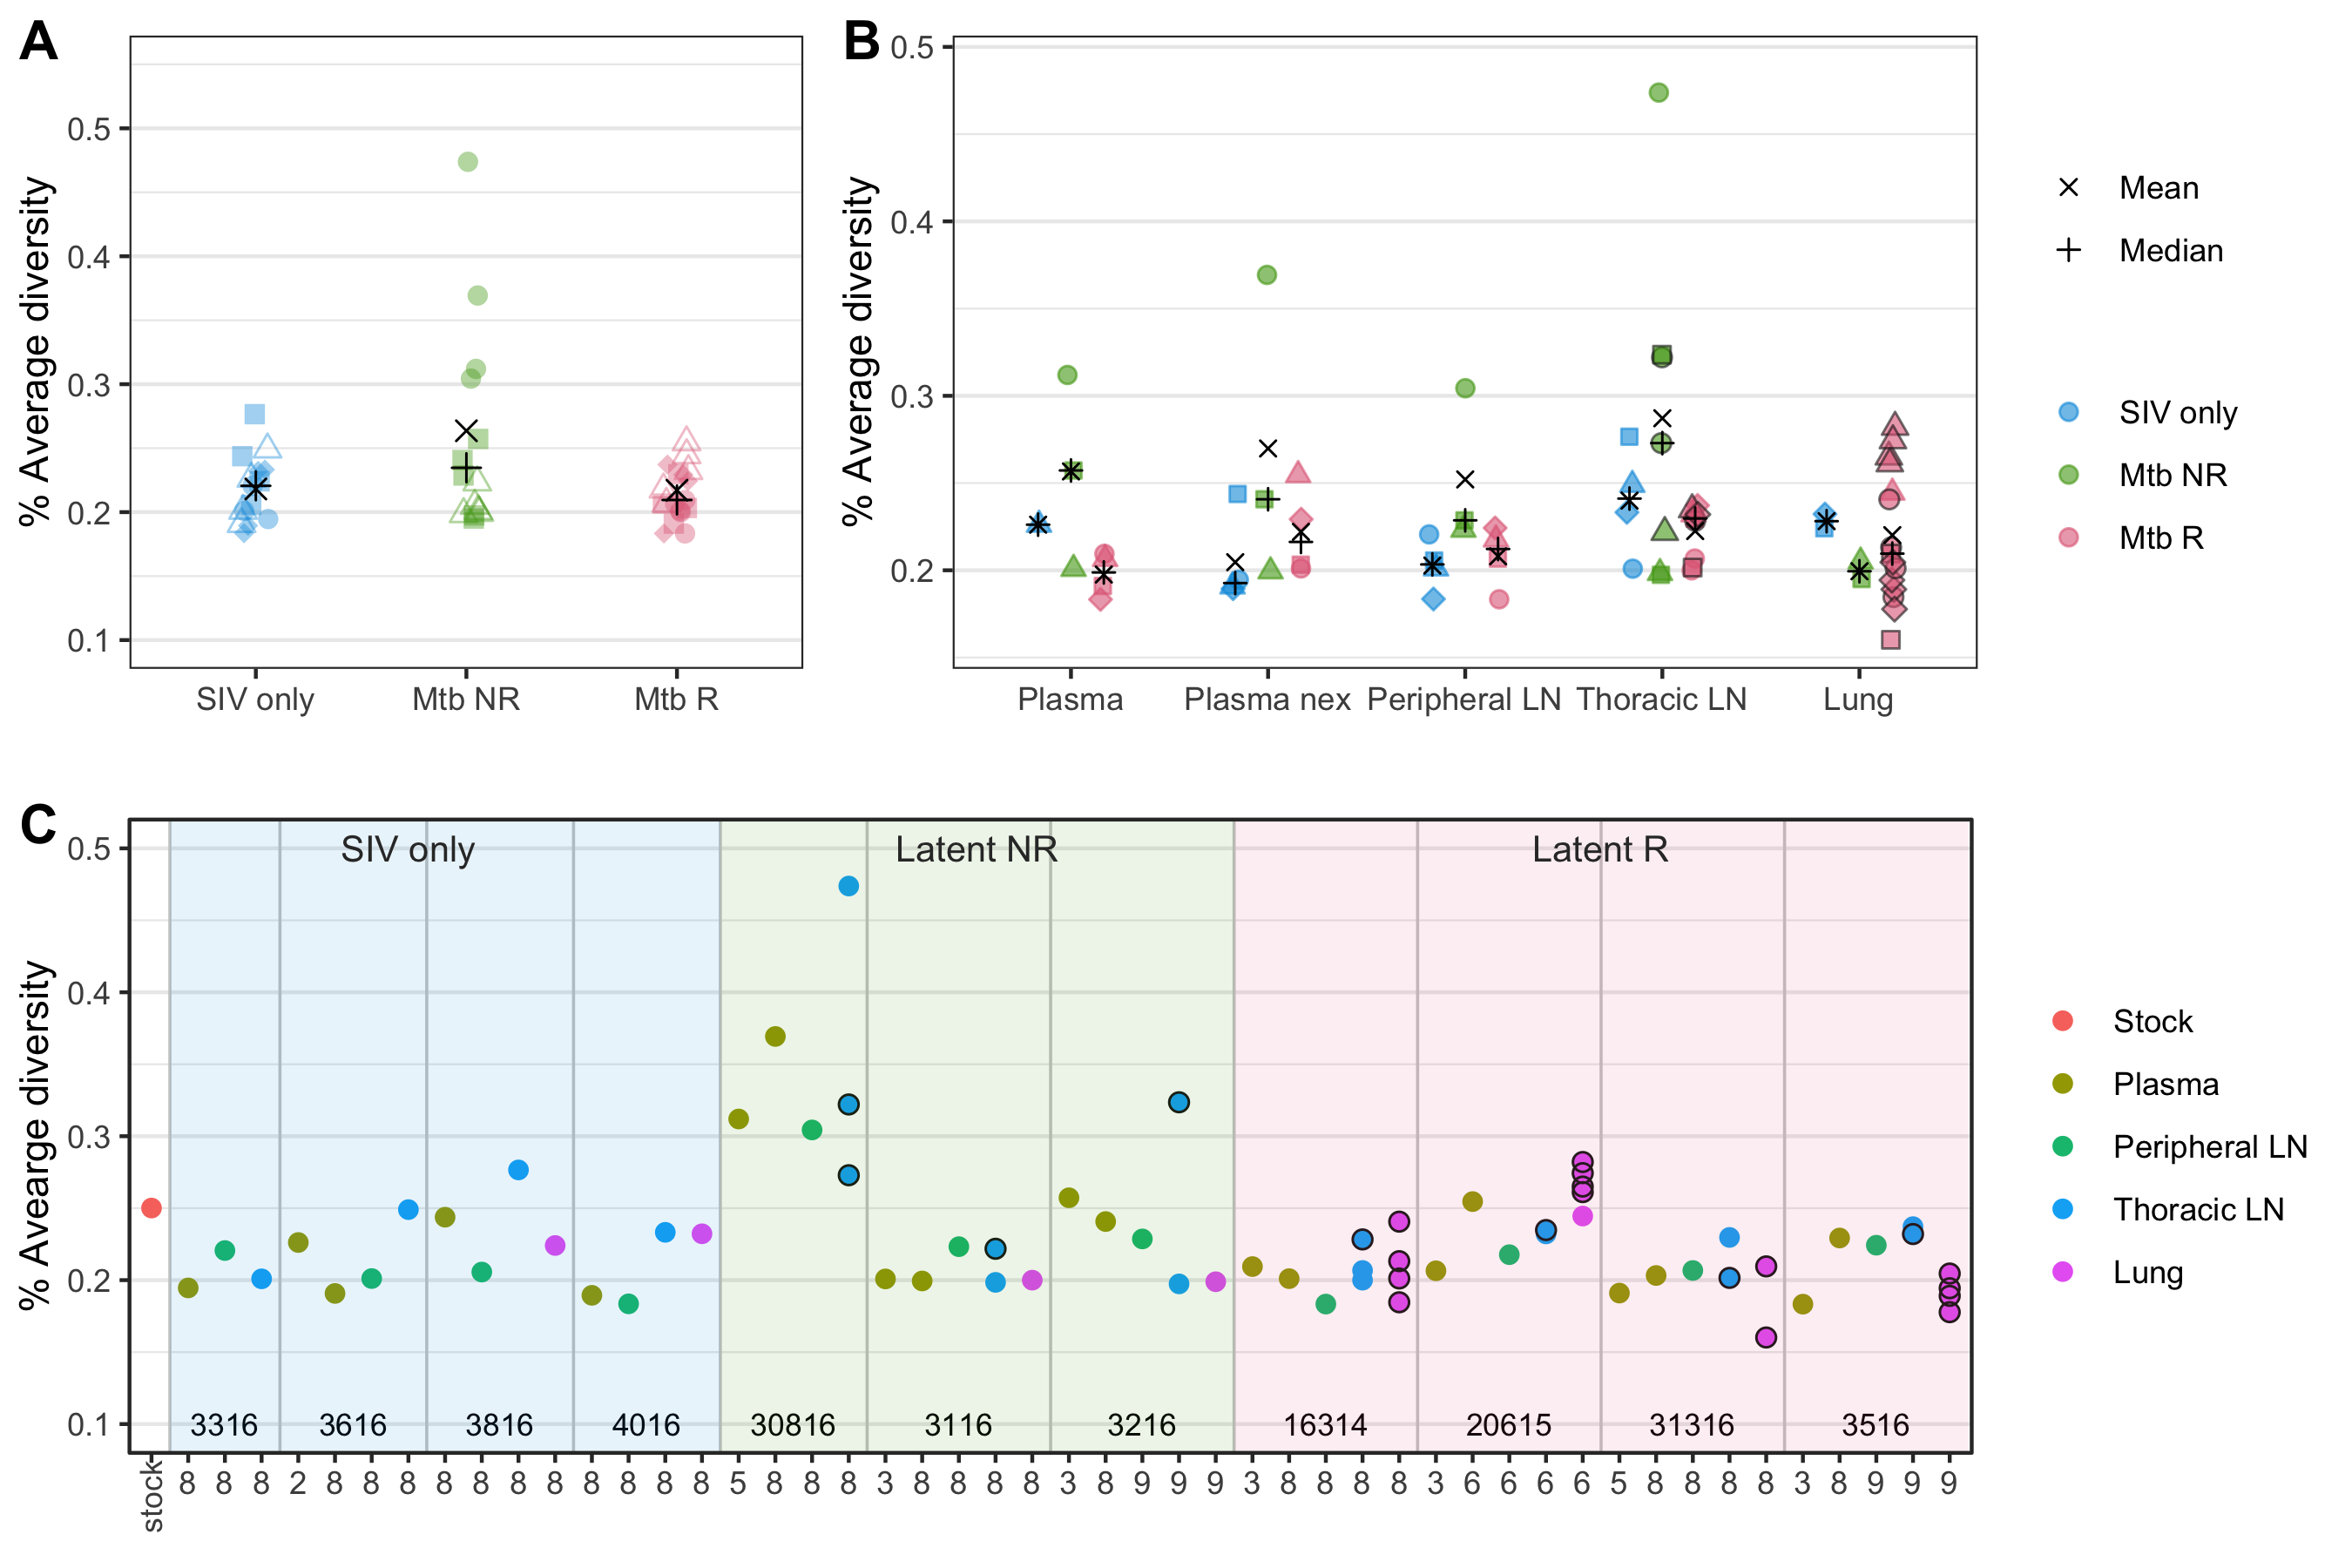 A
% Average diversity
0.5
0.4
0.3
0.2
0.1
SIV only Mtb NR Mtb R
B
% Average diversity
0.5
0.4
0.3
0.2
Plasma Plasma nex Peripheral LN Thoracic LN Lung
Mean
Median
SIV only
Mtb NR
Mtb R
C
% Avearge diversity
0.5
0.4
0.3
0.2
0.1
SIV only Latent NR Latent R
3316 3616 3816 4016 30816 3116 3216 16314 20615 31316 3516
stock 8 8 8 2 8 8 8 8 8 8 8 8 8 8 8 5 8 8 8 3 8 8 8 8 3 8 9 9 9 3 8 8 8 8 3 6 6 6 6 5 8 8 8 8 3 8 9 9 9
Stock
Plasma
Peripheral LN
Thoracic LN
Lung